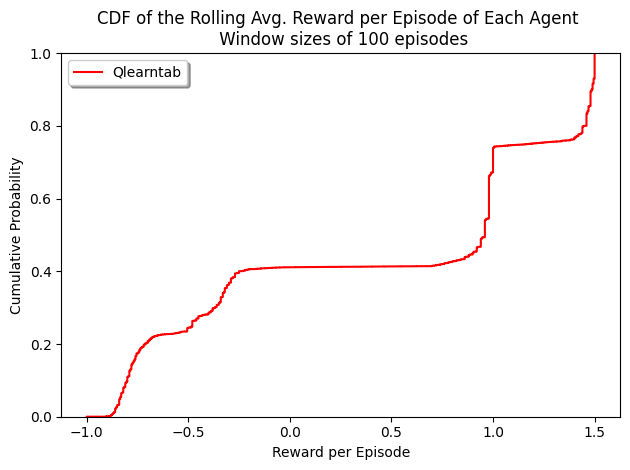 CDF of the Rolling Avg. Reward per Episode of Each Agent
Window sizes of 100 episodes
Qlearntab
1.0
0.8
0.6
0.4
0.2
0.0
Cumulative Probability
−1.0 −0.5 0.0 0.5 1.0 1.5
Reward per Episode